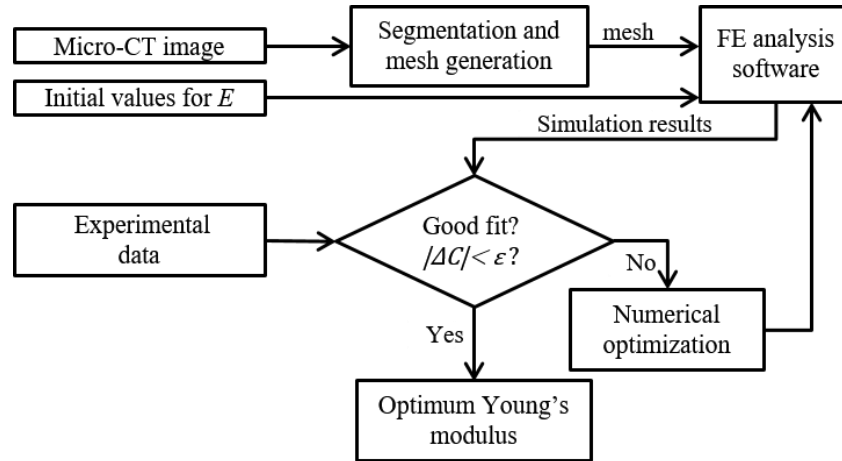 Micro-CT image
Segmentation and
mesh generation
mesh
FE analysis
software
Initial values for E
Simulation results
Experimental
data
Good fit?
|ΔC|< ε?
No
Numerical
optimization
Yes
Optimum Young’s
modulus